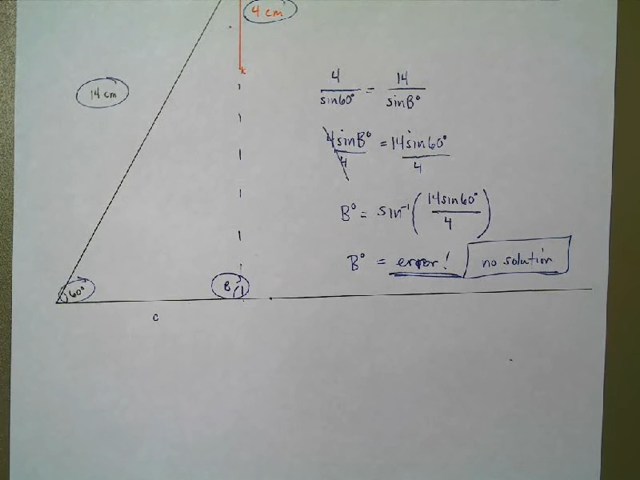 4 cm
14 cm
4/sin60° = 14/sinB°
4sinB°/4 = 14sin60°/4
B° = sin⁻¹(14sin60°/4)
B° = error! no solution
60°
B°
c